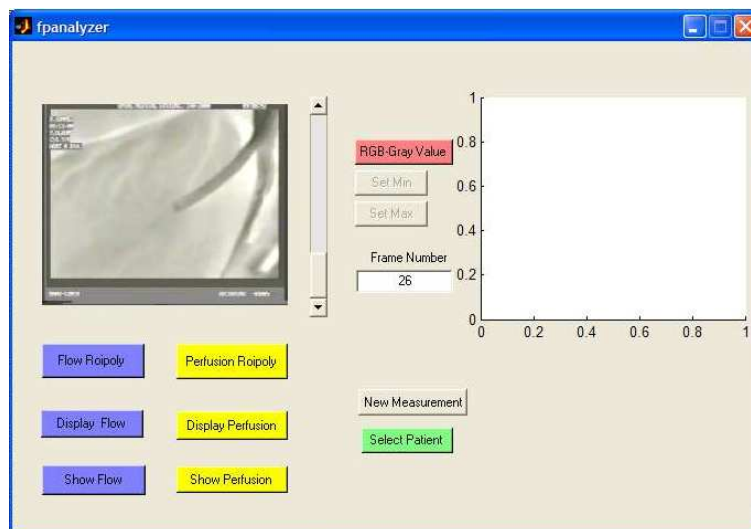 fpanalyzer
RGB-Gray Value
Set Min
Set Max
Frame Number
26
1
0.8
0.6
0.4
0.2
0
0 0.2 0.4 0.6 0.8 1
Flow Roipoly
Perfusion Roipoly
Display Flow
Display Perfusion
Show Flow
Show Perfusion
New Measurement
Select Patient